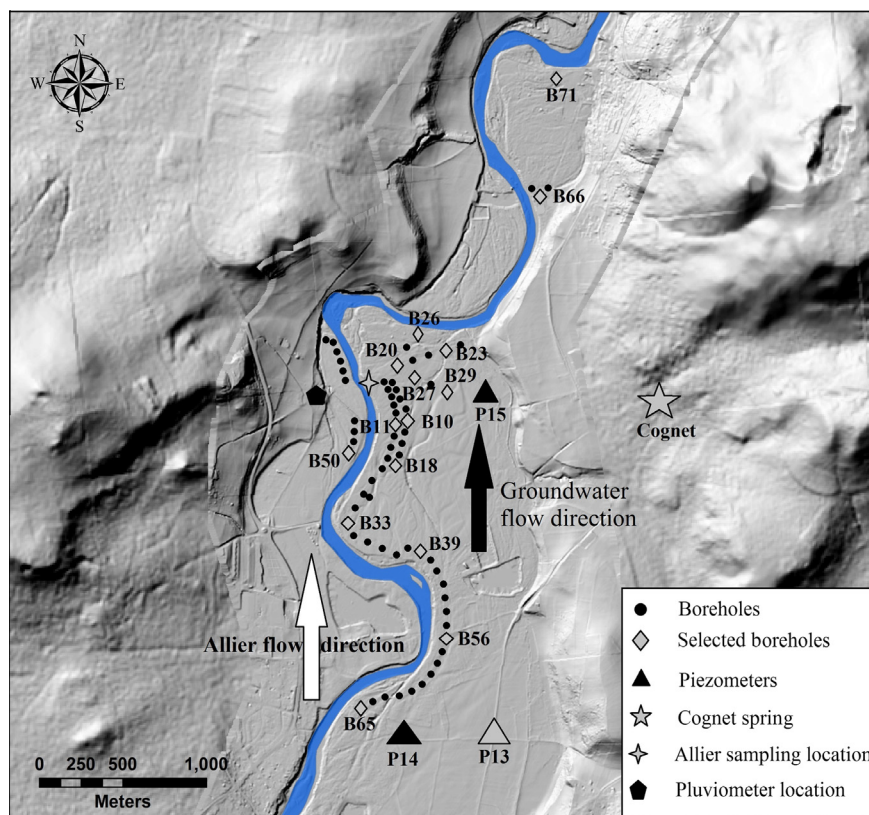 N
W E
S
B71
B66
B26
B20
B23
B29
B27
P15
B10
B11
Cognet
B50
B18
Groundwater
flow direction
B33
B39
B56
Allier flow direction
B65
P14
P13
0 250 500 1,000
Meters
Boreholes
Selected boreholes
Piezometers
Cognet spring
Allier sampling location
Pluviometer location